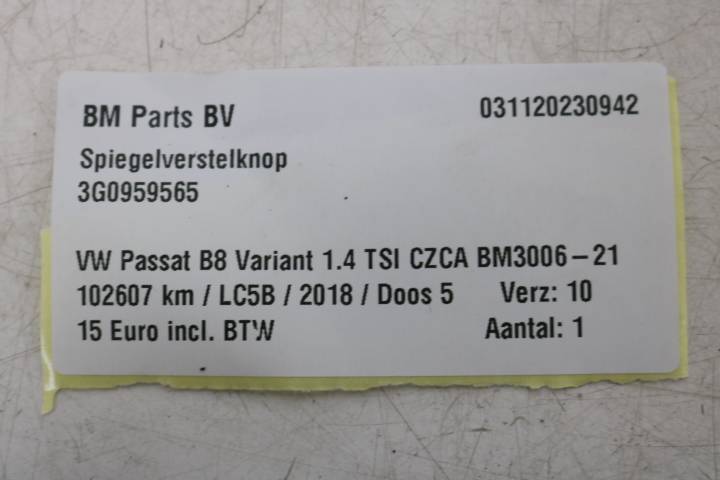 BM Parts BV 031120230942
Spiegelverstelknop
3G0959565
VW Passat B8 Variant 1.4 TSI CZCA BM3006-21
102607 km / LC5B / 2018 / Doos 5 Verz: 10
15 Euro incl. BTW Aantal: 1